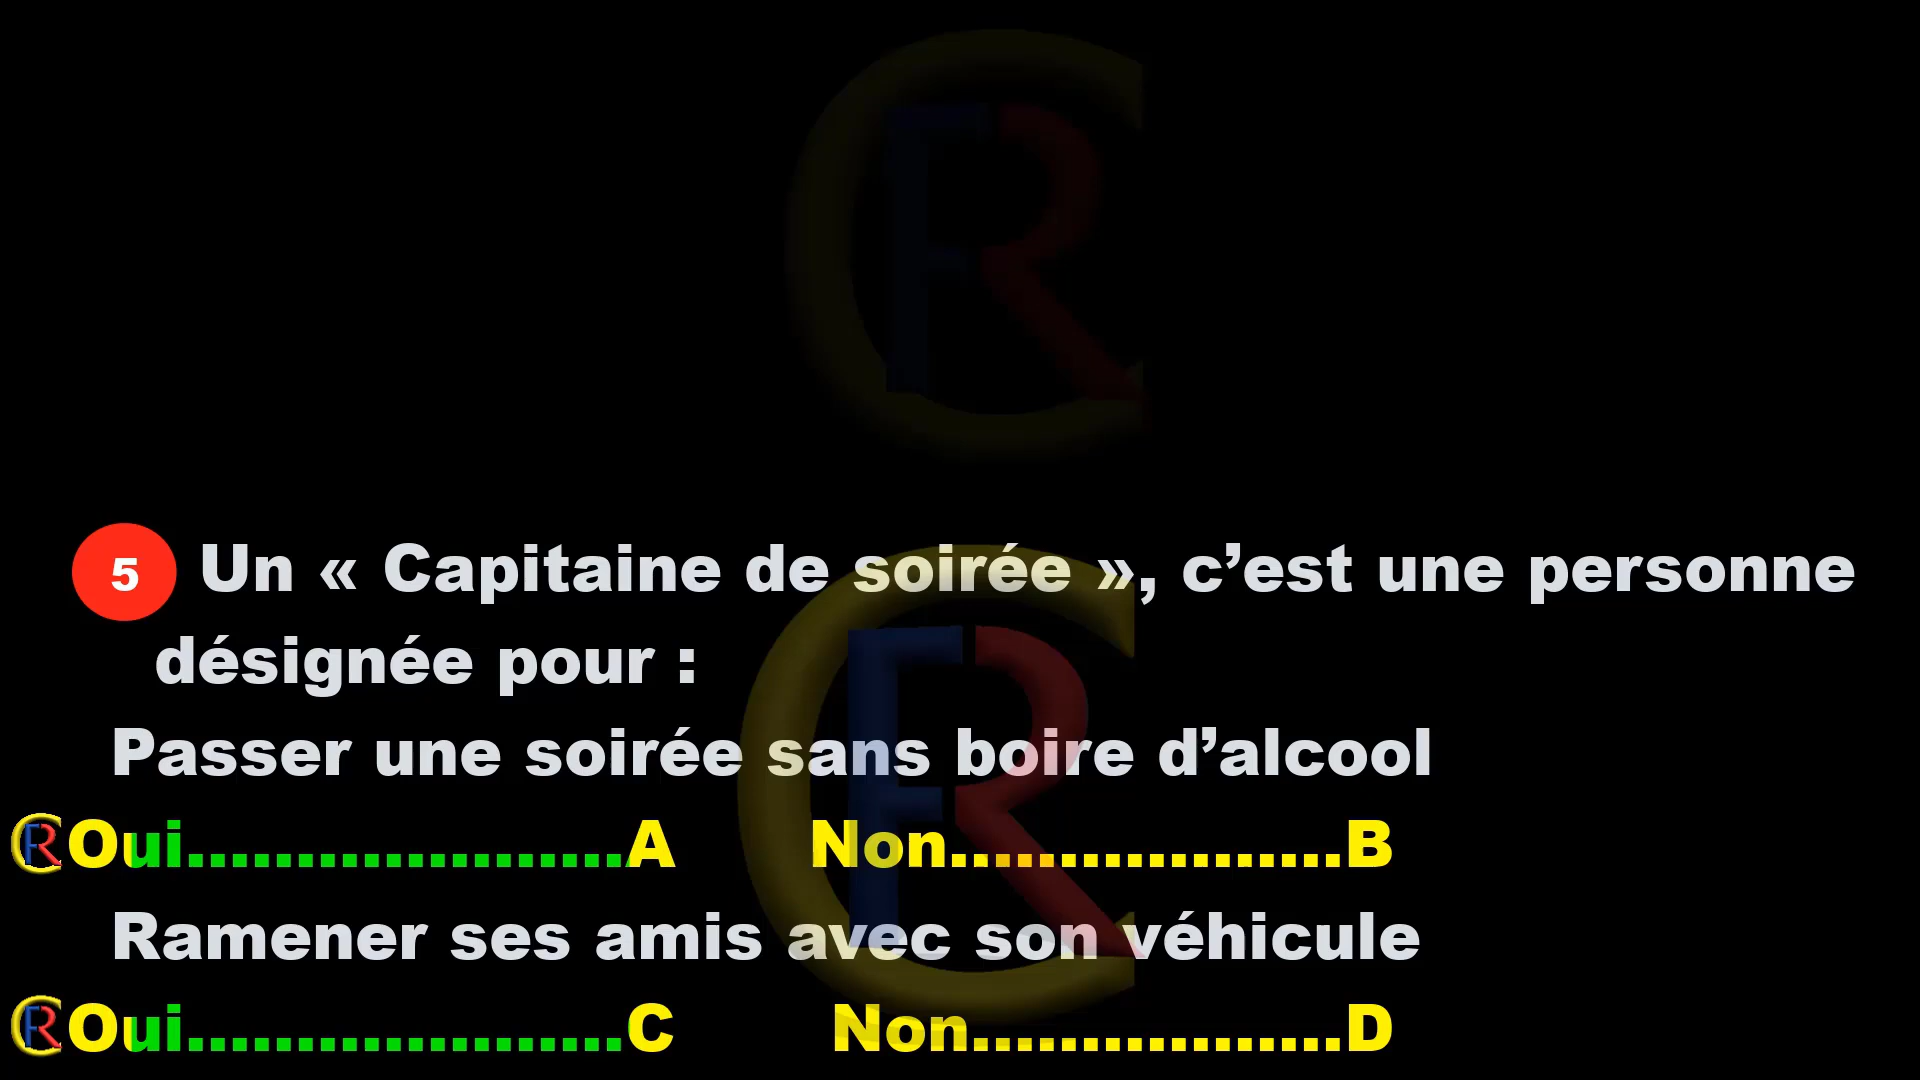 5 Un « Capitaine de soirée », c’est une personne
désignée pour :
Passer une soirée sans boire d’alcool
Oui....................A Non..................B
Ramener ses amis avec son véhicule
Oui....................C Non.................D